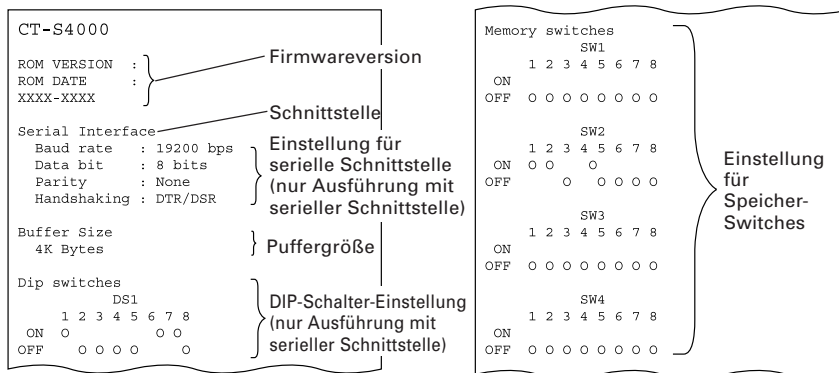 CT-S4000
ROM VERSION  :
ROM DATE     :
XXXX-XXXX
Firmwareversion
Serial Interface
Schnittstelle
Baud rate   : 19200 bps
Data bit    : 8 bits
Parity      : None
Handshaking : DTR/DSR
Einstellung für
serielle Schnittstelle
(nur Ausführung mit
serieller Schnittstelle)
Buffer Size
4K Bytes
Puffergröße
Dip switches
DS1
1 2 3 4 5 6 7 8
ON  O           O O
OFF   O O O O     O
DIP-Schalter-Einstellung
(nur Ausführung mit
serieller Schnittstelle)
Memory switches
SW1
1 2 3 4 5 6 7 8
ON
OFF O O O O O O O O
SW2
1 2 3 4 5 6 7 8
ON  O O     O
OFF     O   O O O O
SW3
1 2 3 4 5 6 7 8
ON
OFF O O O O O O O O
SW4
1 2 3 4 5 6 7 8
ON
OFF O O O O O O O O
Einstellung
für
Speicher-
Switches